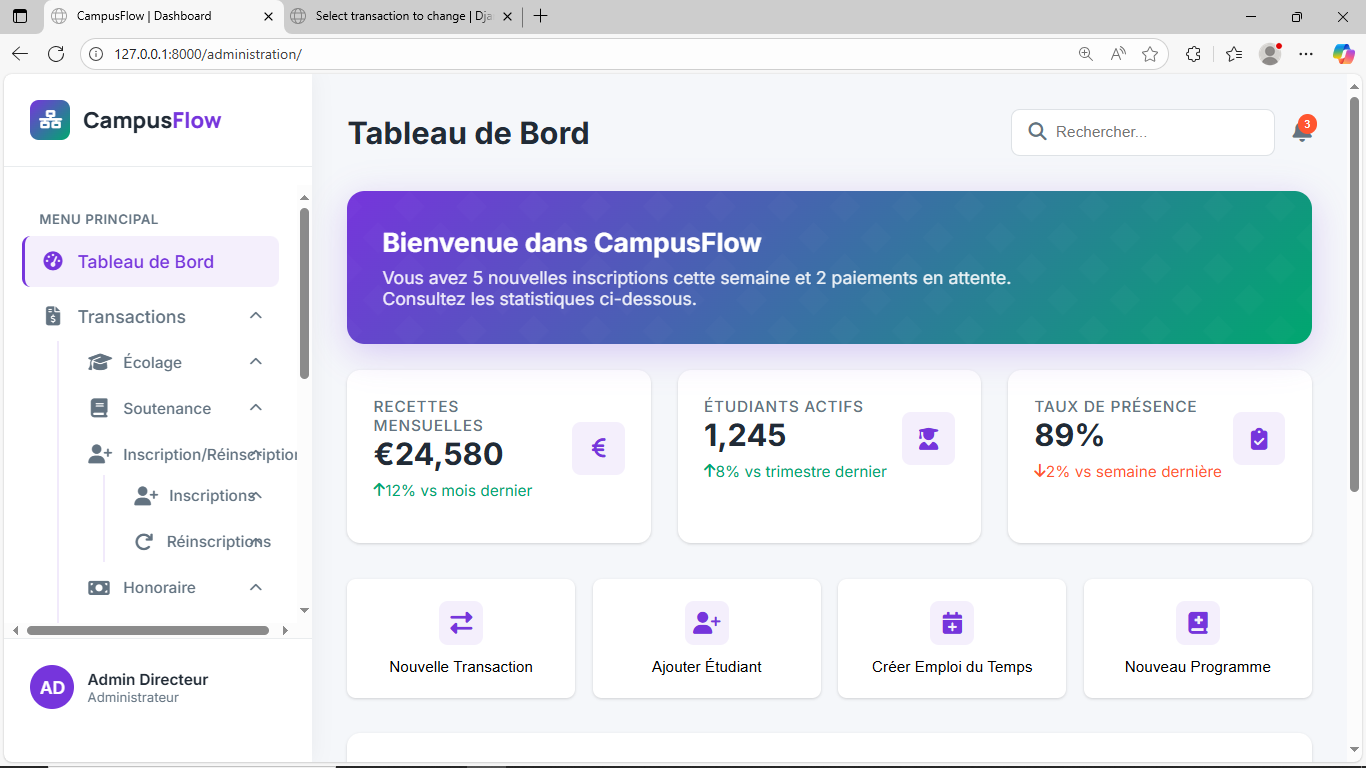 CampusFlow | Dashboard
Select transaction to change | Dja
127.0.0.1:8000/administration/
CampusFlow
MENU PRINCIPAL
Tableau de Bord
Transactions
Écolage
Soutenance
Inscription/Réinscription
Inscriptions
Réinscriptions
Honoraire
AD
Admin Directeur
Administrateur
Tableau de Bord
Rechercher...
3
Bienvenue dans CampusFlow
Vous avez 5 nouvelles inscriptions cette semaine et 2 paiements en attente.
Consultez les statistiques ci-dessous.
RECETTES
MENSUELLES
€24,580
12% vs mois dernier
ÉTUDIANTS ACTIFS
1,245
8% vs trimestre dernier
TAUX DE PRÉSENCE
89%
2% vs semaine dernière
Nouvelle Transaction
Ajouter Étudiant
Créer Emploi du Temps
Nouveau Programme